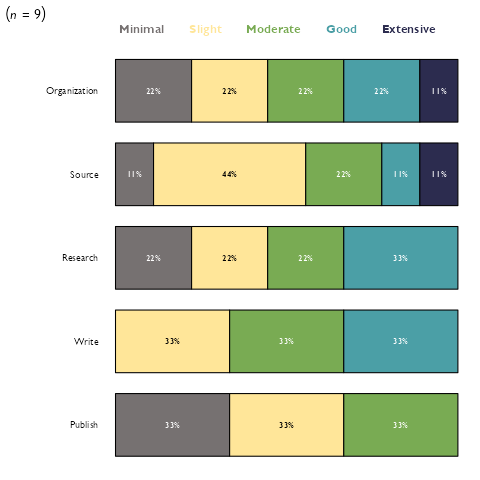 (n = 9)
Minimal Slight Moderate Good Extensive
Organization 22% 22% 22% 22% 11%
Source 11% 44% 22% 11% 11%
Research 22% 22% 22% 33%
Write 33% 33% 33%
Publish 33% 33% 33%